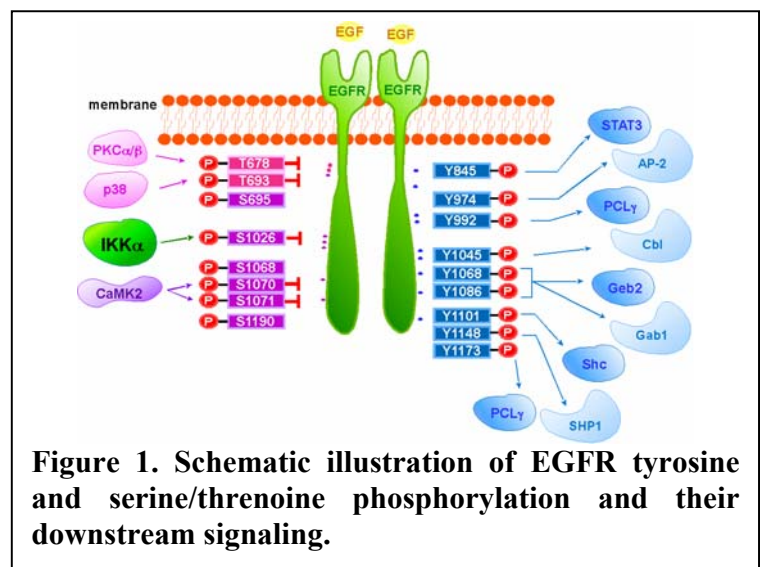 EGF EGF
EGFR EGFR
membrane
PKCα/β
p38
IKKα
CaMK2
P T678
P T693
P S695
P S1026
P S1068
P S1070
P S1071
P S1190
Y845 P
Y974 P
Y992 P
Y1045 P
Y1068 P
Y1086 P
Y1101 P
Y1148 P
Y1173 P
STAT3
AP-2
PCLγ
Cbl
Geb2
Gab1
Shc
SHP1
PCLγ
Figure 1. Schematic illustration of EGFR tyrosine
and serine/threnoine phosphorylation and their
downstream signaling.